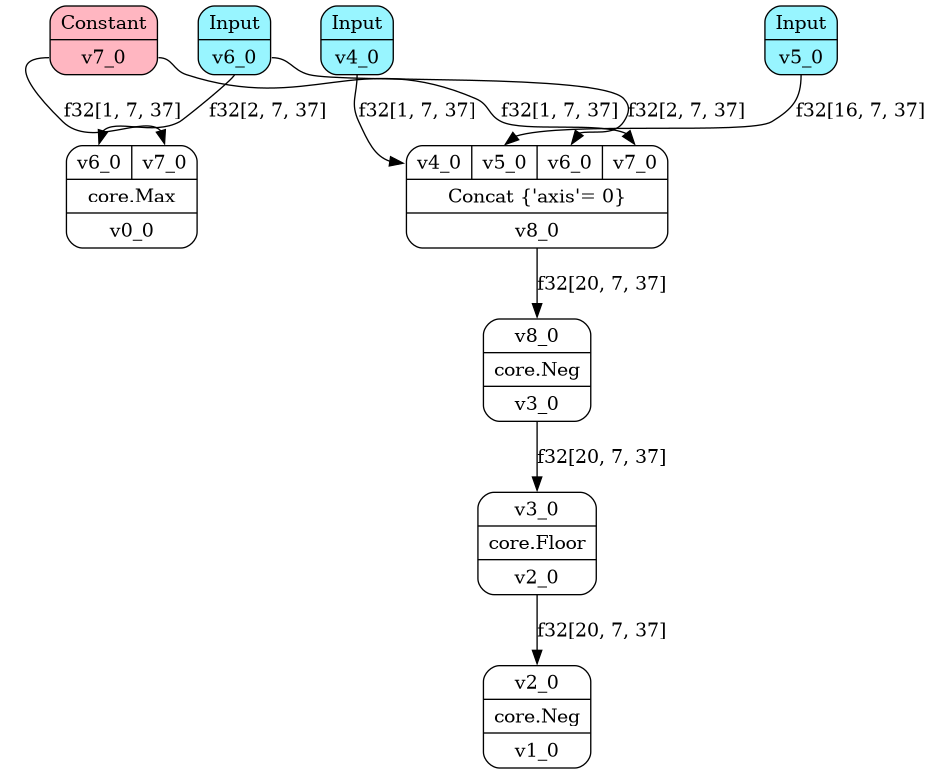 Constant
v7_0
Input
v6_0
Input
v4_0
Input
v5_0
f32[1, 7, 37]
f32[2, 7, 37]
f32[1, 7, 37]
f32[1, 7, 37]
f32[2, 7, 37]
f32[16, 7, 37]
v6_0 v7_0
core.Max
v0_0
v4_0 v5_0 v6_0 v7_0
Concat {'axis'= 0}
v8_0
f32[20, 7, 37]
v8_0
core.Neg
v3_0
f32[20, 7, 37]
v3_0
core.Floor
v2_0
f32[20, 7, 37]
v2_0
core.Neg
v1_0